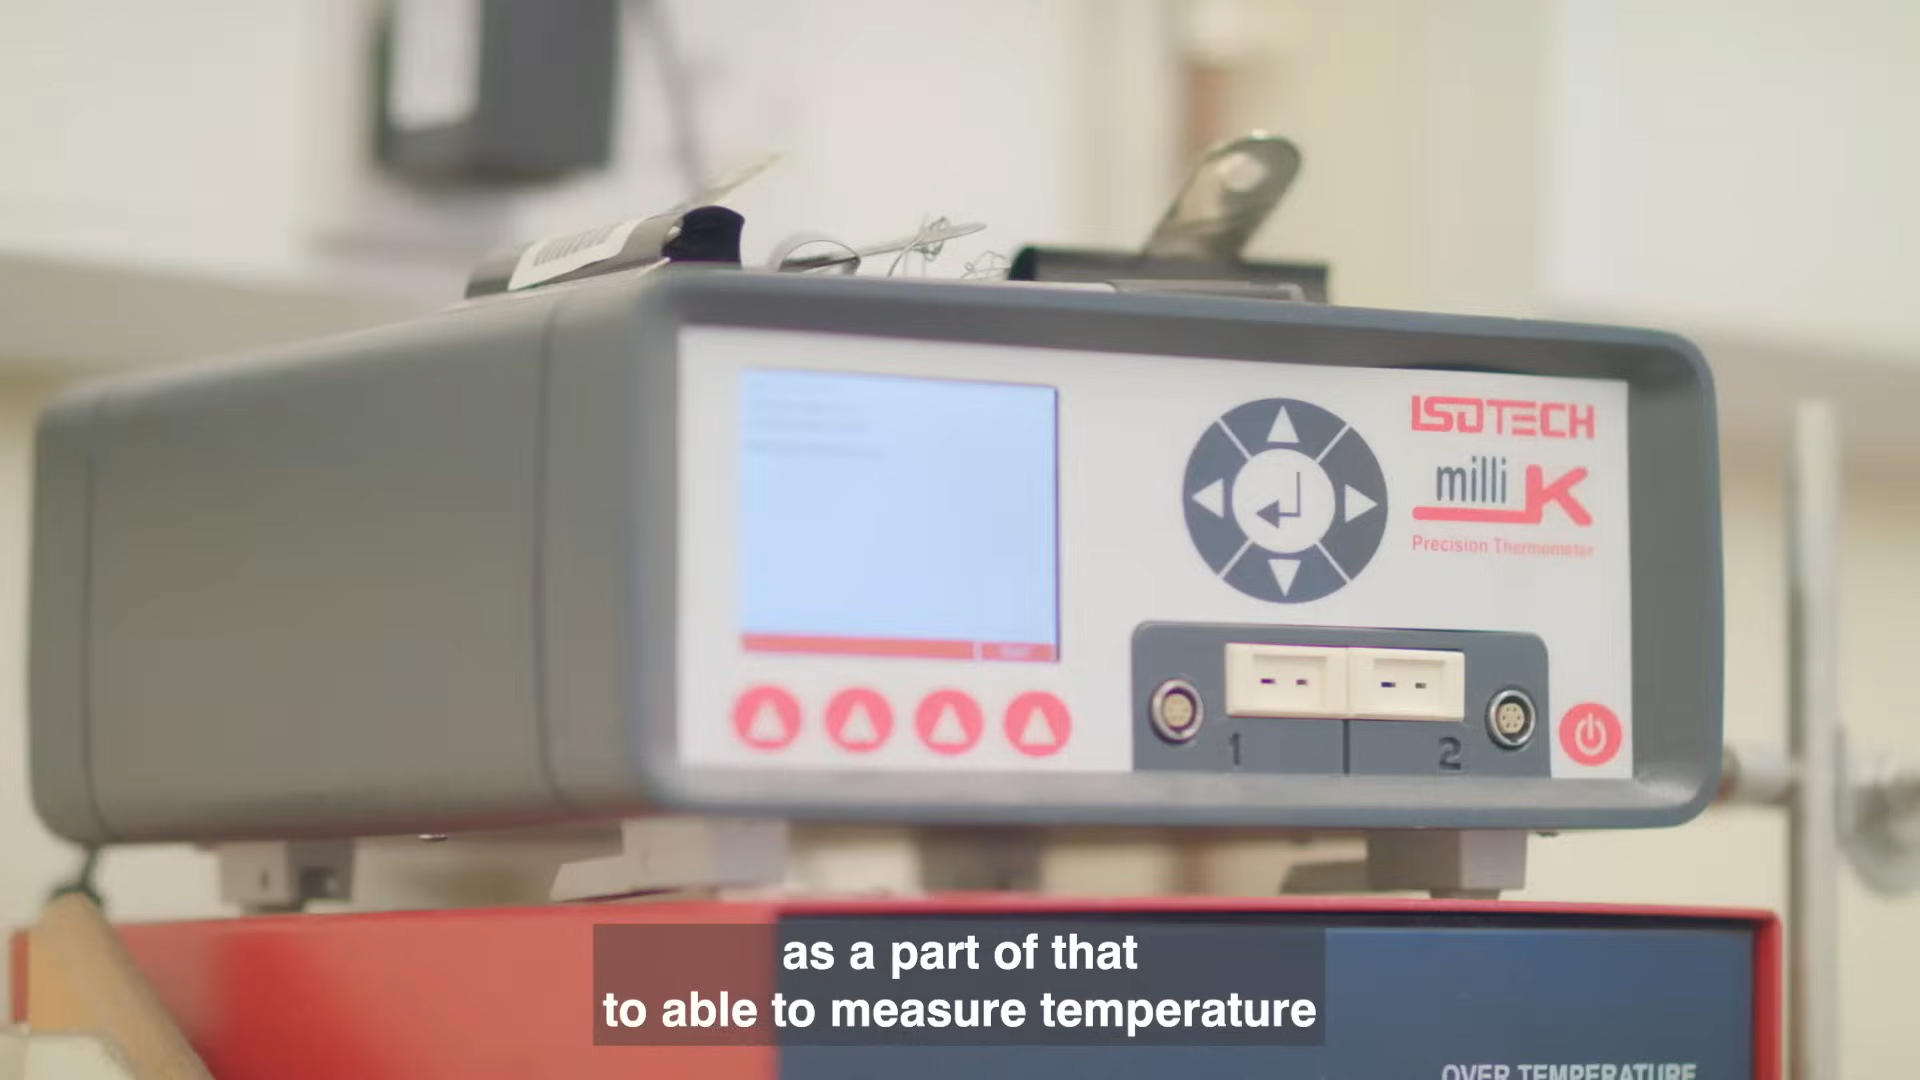 ISOTECH
milli K
Precision Thermometer
1
2
as a part of that
to able to measure temperature
OVER TEMPERATURE